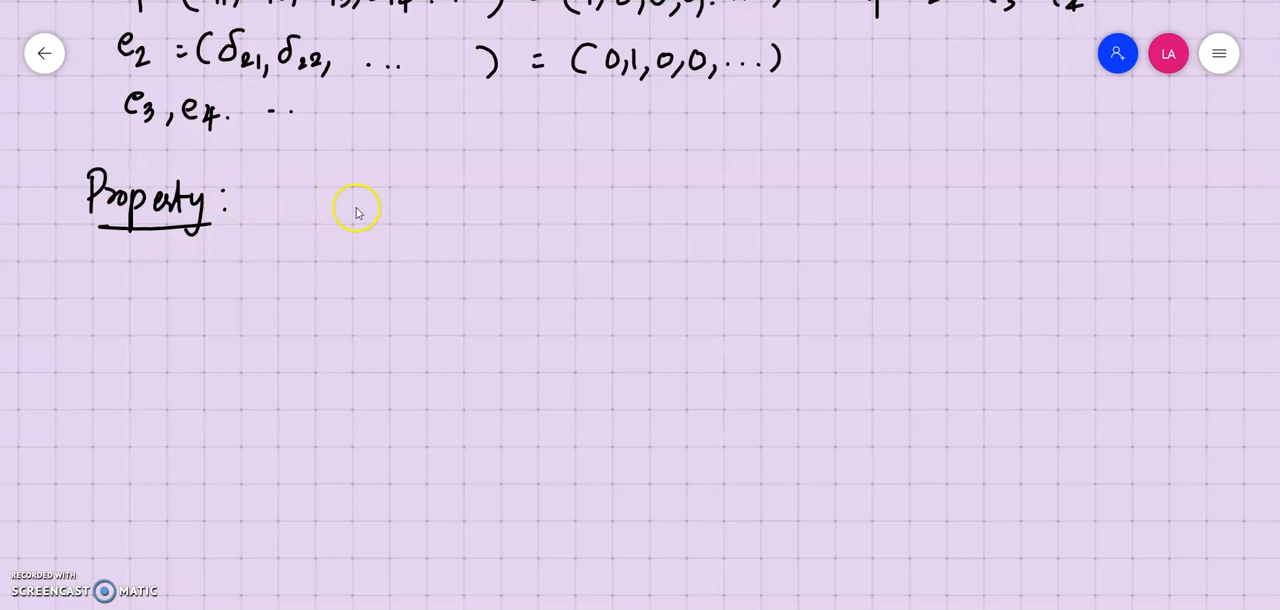 e2 = (δ21, δ22, ... ) = (0,1,0,0,...)
LA
e3, e4. ...
Property:
RECORDED WITH
SCREENCAST MATIC